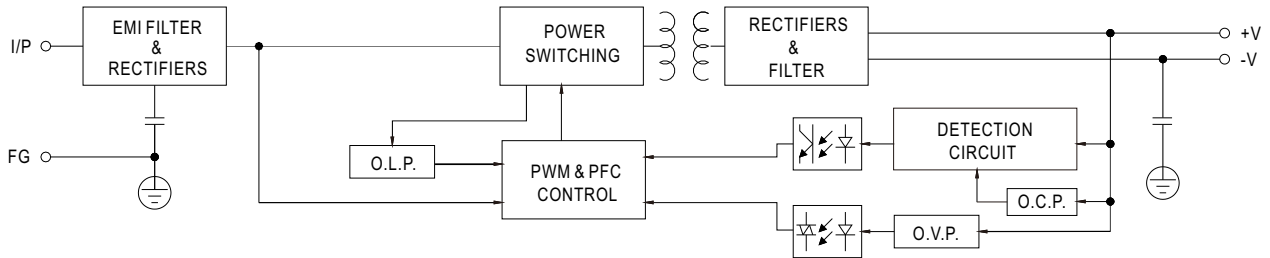 I/P
EMI FILTER
&
RECTIFIERS
POWER
SWITCHING
RECTIFIERS
&
FILTER
+V
-V
FG
O.L.P.
PWM & PFC
CONTROL
DETECTION
CIRCUIT
O.C.P.
O.V.P.